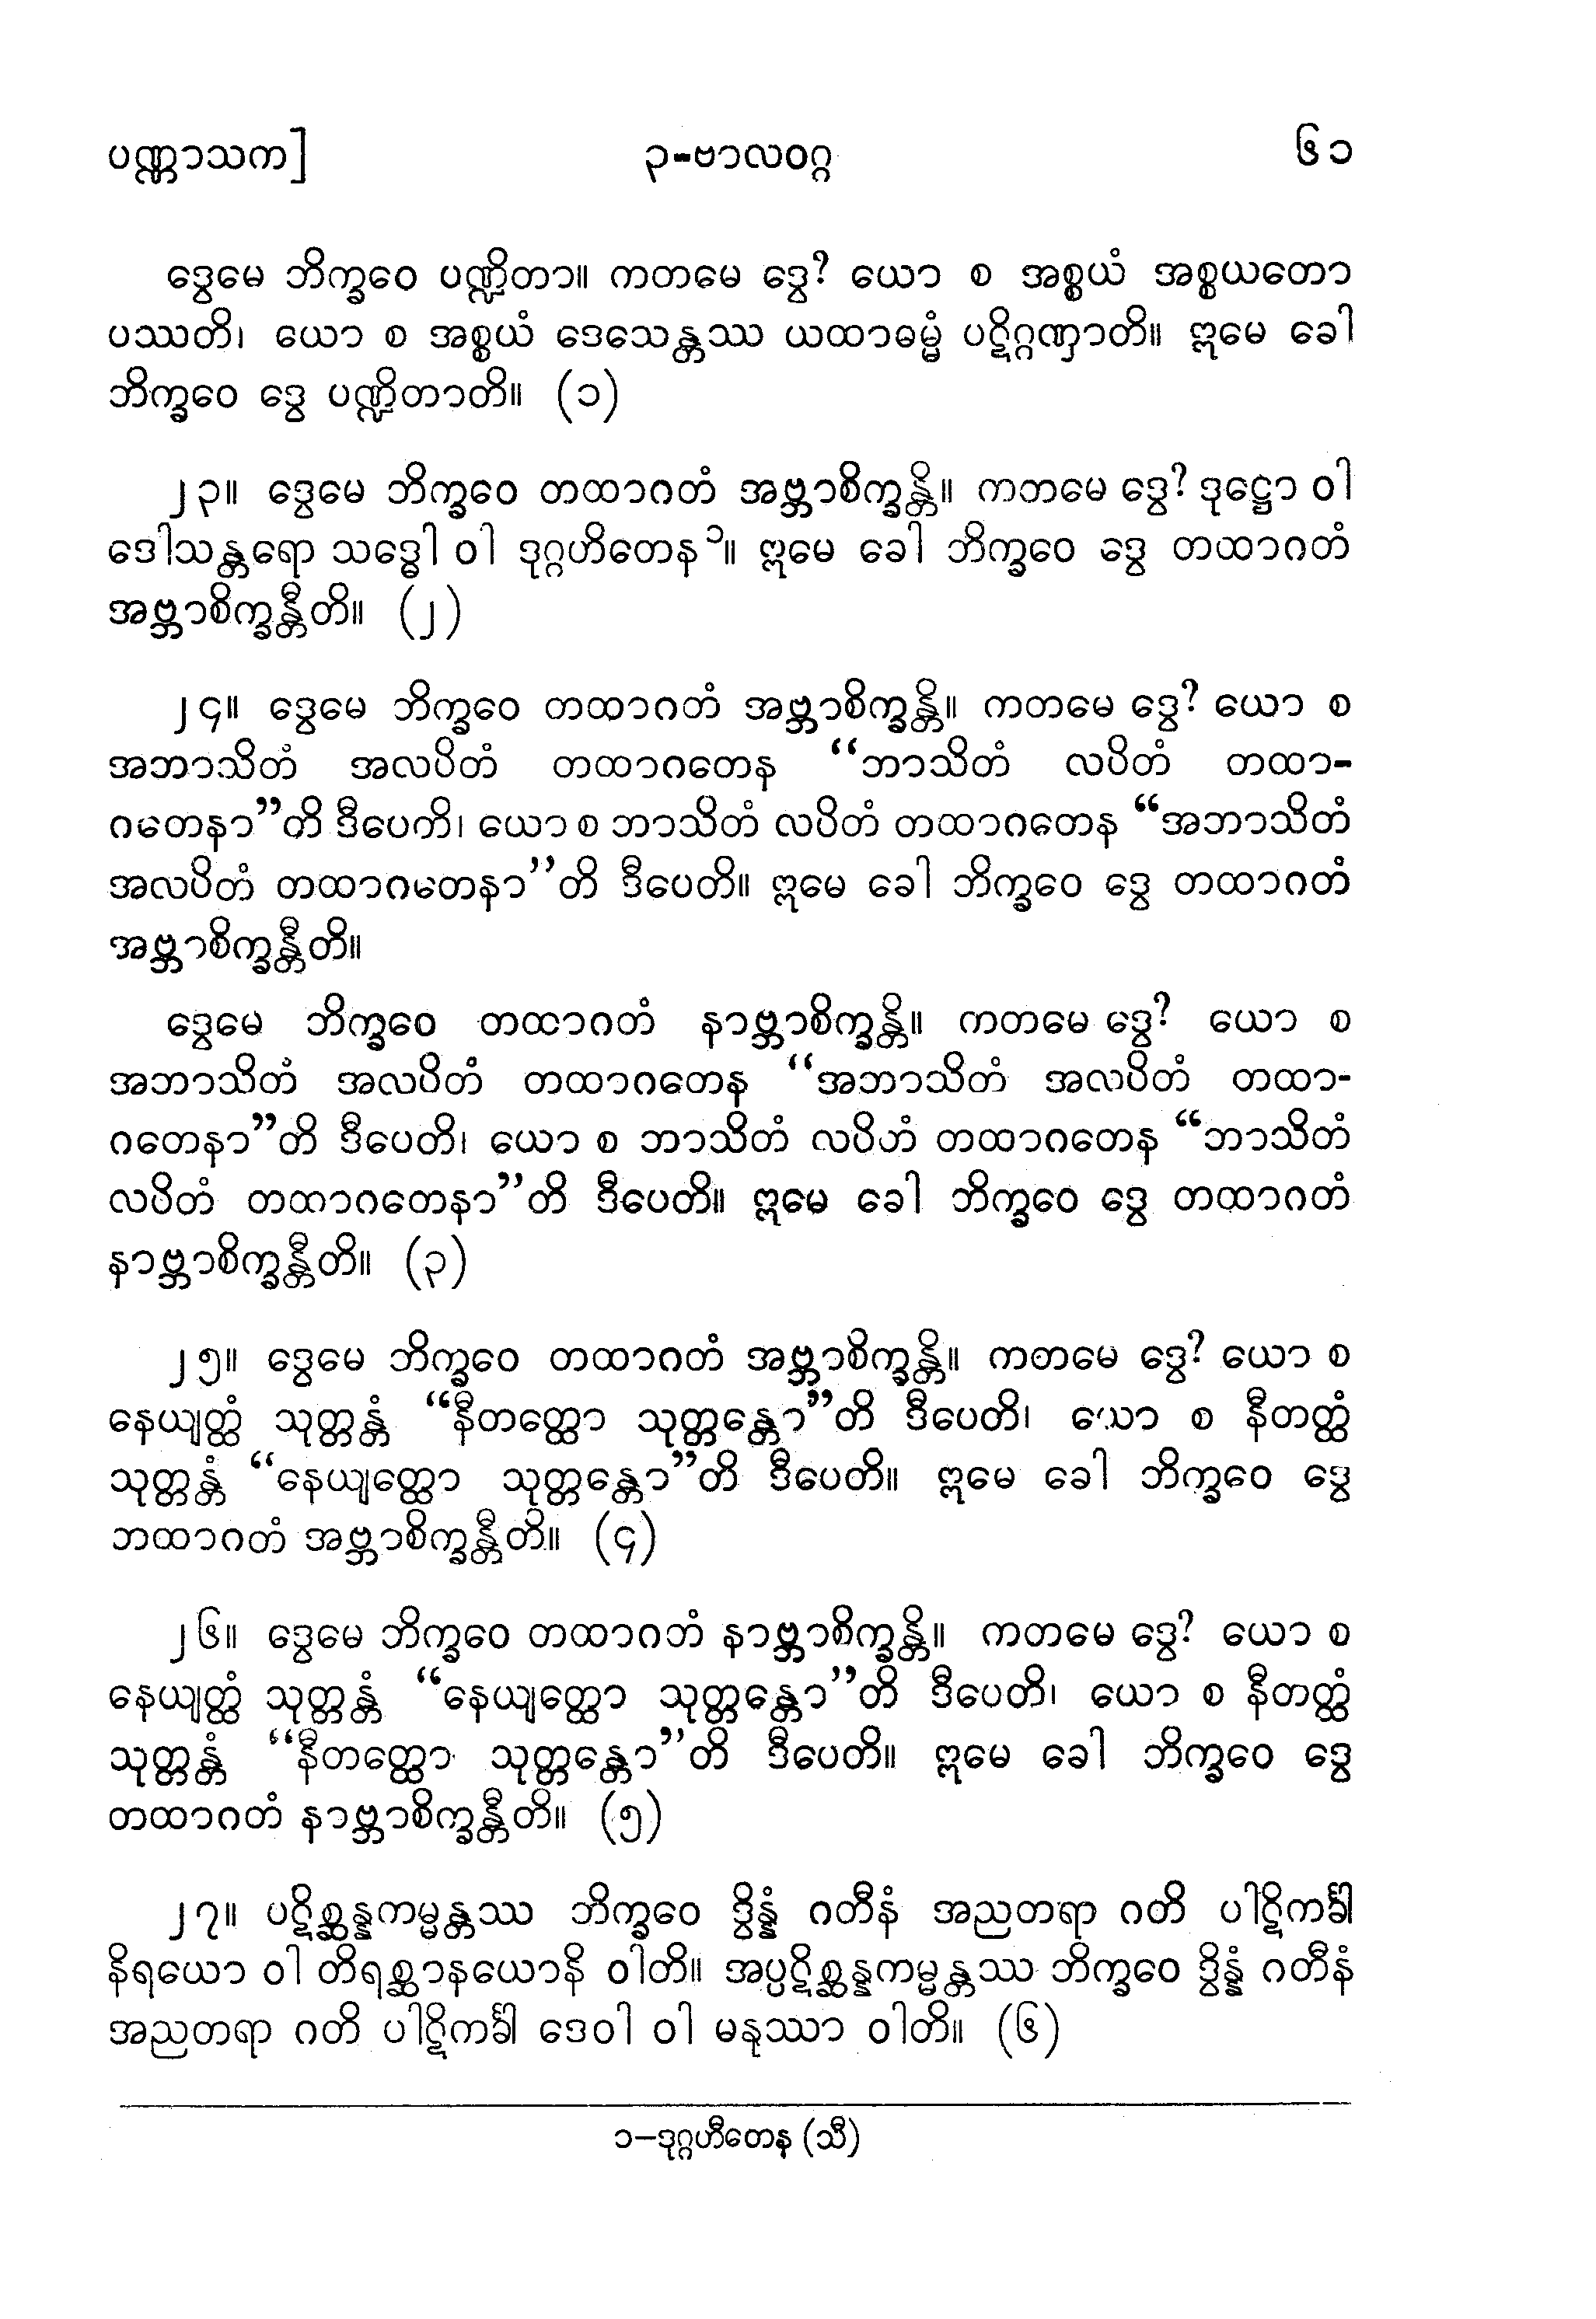 ပဏ္ဏာသက] ၃-ဗာလဝဂ္ဂ ၆၁
ဒွေမေ ဘိက္ခဝေ ပဏ္ဍိတာ။ ကတမေ ဒွေ? ယော စ အစ္စယံ အစ္စယတော
ပဿတိ၊ ယော စ အစ္စယံ ဒေသေန္တဿ ယထာဓမ္မံ ပဋိဂ္ဂဏှာတိ။ ဣမေ ခေါ
ဘိက္ခဝေ ဒွေ ပဏ္ဍိတာတိ။ (၁)
၂၃။ ဒွေမေ ဘိက္ခဝေ တထာဂတံ အဗ္ဘာစိက္ခန္တိ။ ကတမေ ဒွေ? ဒုဋ္ဌော ဝါ
ဒေါသန္တရော သဒ္ဓေါ ဝါ ဒုဂ္ဂဟိတေန ၁။ ဣမေ ခေါ ဘိက္ခဝေ ဒွေ တထာဂတံ
အဗ္ဘာစိက္ခန္တီတိ။ (၂)
၂၄။ ဒွေမေ ဘိက္ခဝေ တထာဂတံ အဗ္ဘာစိက္ခန္တိ။ ကတမေ ဒွေ? ယော စ
အဘာသိတံ အလပိတံ တထာဂတေန “ဘာသိတံ လပိတံ တထာ-
ဂတေနာ”တိ ဒီပေတိ၊ ယော စ ဘာသိတံ လပိတံ တထာဂတေန “အဘာသိတံ
အလပိတံ တထာဂတေနာ”တိ ဒီပေတိ။ ဣမေ ခေါ ဘိက္ခဝေ ဒွေ တထာဂတံ
အဗ္ဘာစိက္ခန္တီတိ။
ဒွေမေ ဘိက္ခဝေ တထာဂတံ နာဗ္ဘာစိက္ခန္တိ။ ကတမေ ဒွေ? ယော စ
အဘာသိတံ အလပိတံ တထာဂတေန “အဘာသိတံ အလပိတံ တထာ-
ဂတေနာ”တိ ဒီပေတိ၊ ယော စ ဘာသိတံ လပိတံ တထာဂတေန “ဘာသိတံ
လပိတံ တထာဂတေနာ”တိ ဒီပေတိ။ ဣမေ ခေါ ဘိက္ခဝေ ဒွေ တထာဂတံ
နာဗ္ဘာစိက္ခန္တီတိ။ (၃)
၂၅။ ဒွေမေ ဘိက္ခဝေ တထာဂတံ အဗ္ဘာစိက္ခန္တိ။ ကတမေ ဒွေ? ယော စ
နေယျတ္ထံ သုတ္တန္တံ “နီတတ္ထော သုတ္တန္တော”တိ ဒီပေတိ၊ ယော စ နီတတ္ထံ
သုတ္တန္တံ “နေယျတ္ထော သုတ္တန္တော”တိ ဒီပေတိ။ ဣမေ ခေါ ဘိက္ခဝေ ဒွေ
တထာဂတံ အဗ္ဘာစိက္ခန္တီတိ။ (၄)
၂၆။ ဒွေမေ ဘိက္ခဝေ တထာဂတံ နာဗ္ဘာစိက္ခန္တိ။ ကတမေ ဒွေ? ယော စ
နေယျတ္ထံ သုတ္တန္တံ “နေယျတ္ထော သုတ္တန္တော”တိ ဒီပေတိ၊ ယော စ နီတတ္ထံ
သုတ္တန္တံ “နီတတ္ထော သုတ္တန္တော”တိ ဒီပေတိ။ ဣမေ ခေါ ဘိက္ခဝေ ဒွေ
တထာဂတံ နာဗ္ဘာစိက္ခန္တီတိ။ (၅)
၂၇။ ပဋိစ္ဆန္နကမ္မန္တဿ ဘိက္ခဝေ ဒွိန္နံ ဂတီနံ အညတရာ ဂတိ ပါဋိကင်္ခါ
နိရယော ဝါ တိရစ္ဆာနယောနိ ဝါတိ။ အပ္ပဋိစ္ဆန္နကမ္မန္တဿ ဘိက္ခဝေ ဒွိန္နံ ဂတီနံ
အညတရာ ဂတိ ပါဋိကင်္ခါ ဒေဝါ ဝါ မနုဿာ ဝါတိ။ (၆)
၁–ဒုဂ္ဂဟီတေန (သီ)